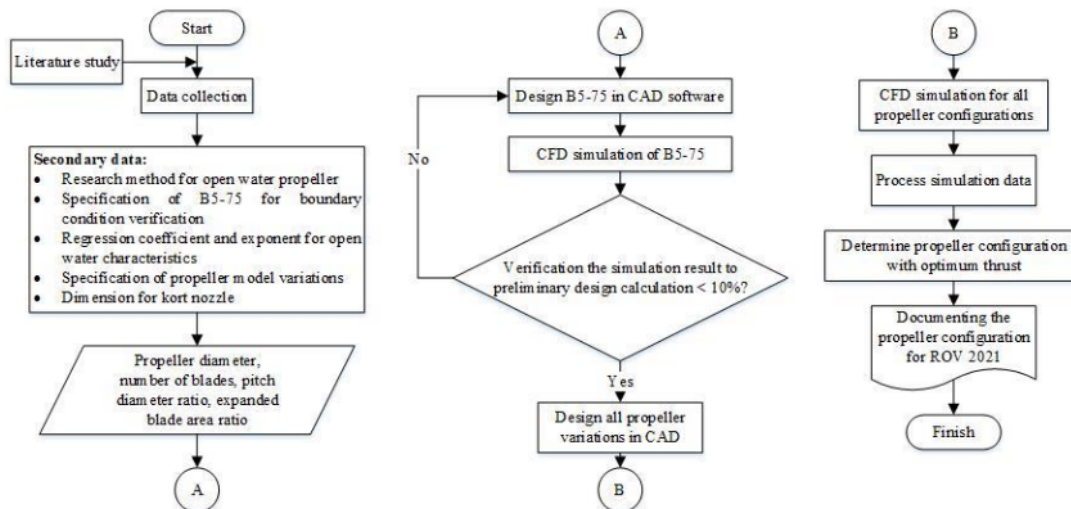 Start
Literature study
Data collection
Secondary data:
• Research method for open water propeller
• Specification of B5-75 for boundary
condition verification
• Regression coefficient and exponent for open
water characteristics
• Specification of propeller model variations
• Dimension for kort nozzle
Propeller diameter,
number of blades, pitch
diameter ratio, expanded
blade area ratio
A
A
Design B5-75 in CAD software
CFD simulation of B5-75
No
Verification the simulation result to
preliminary design calculation < 10%?
Yes
Design all propeller
variations in CAD
B
B
CFD simulation for all
propeller configurations
Process simulation data
Determine propeller configuration
with optimum thrust
Documenting the
propeller configuration
for ROV 2021
Finish